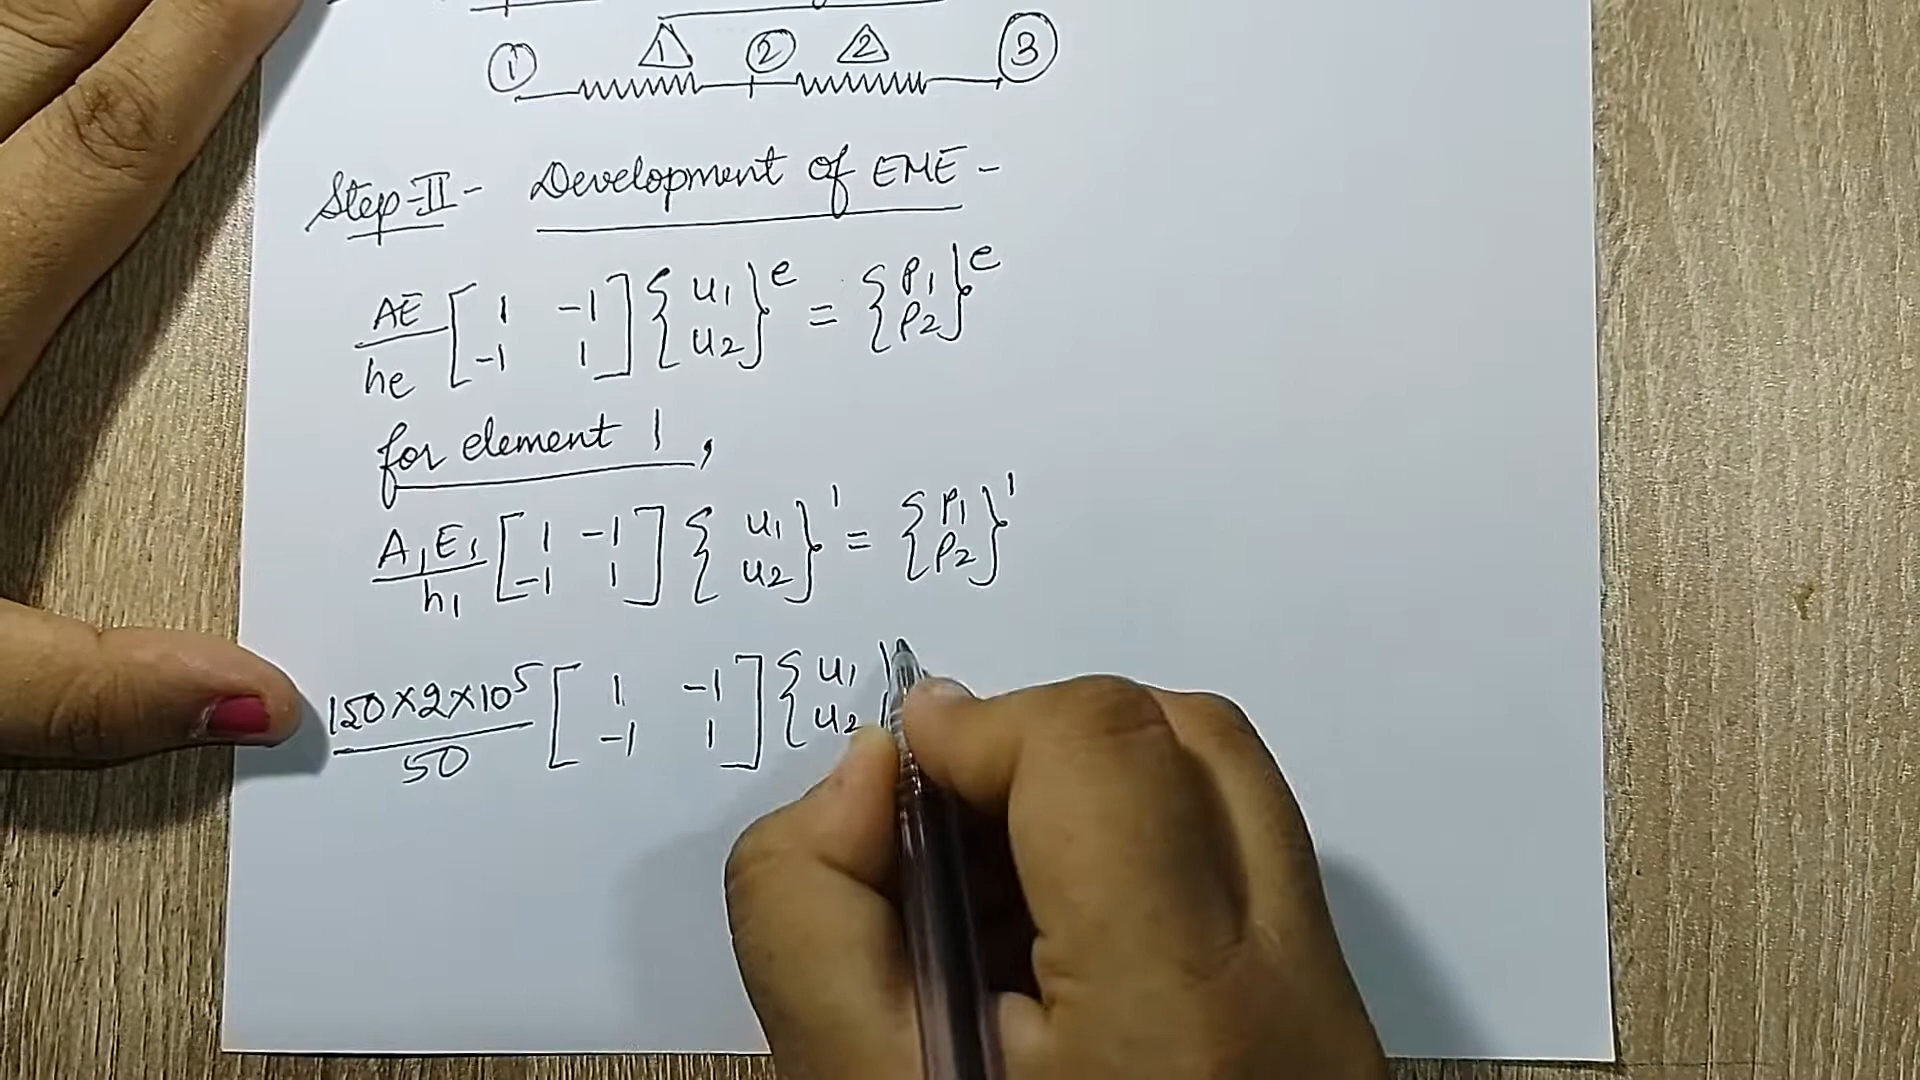 1 1 2 2 3
Step-II- Development of EME -
AE/he [1 -1; -1 1] {u1; u2}^e = {P1; P2}^e
for element 1,
A1E1/h1 [1 -1; -1 1] {u1; u2}^1 = {P1; P2}^1
150×2×10^5/50 [1 -1; -1 1] {u1; u2